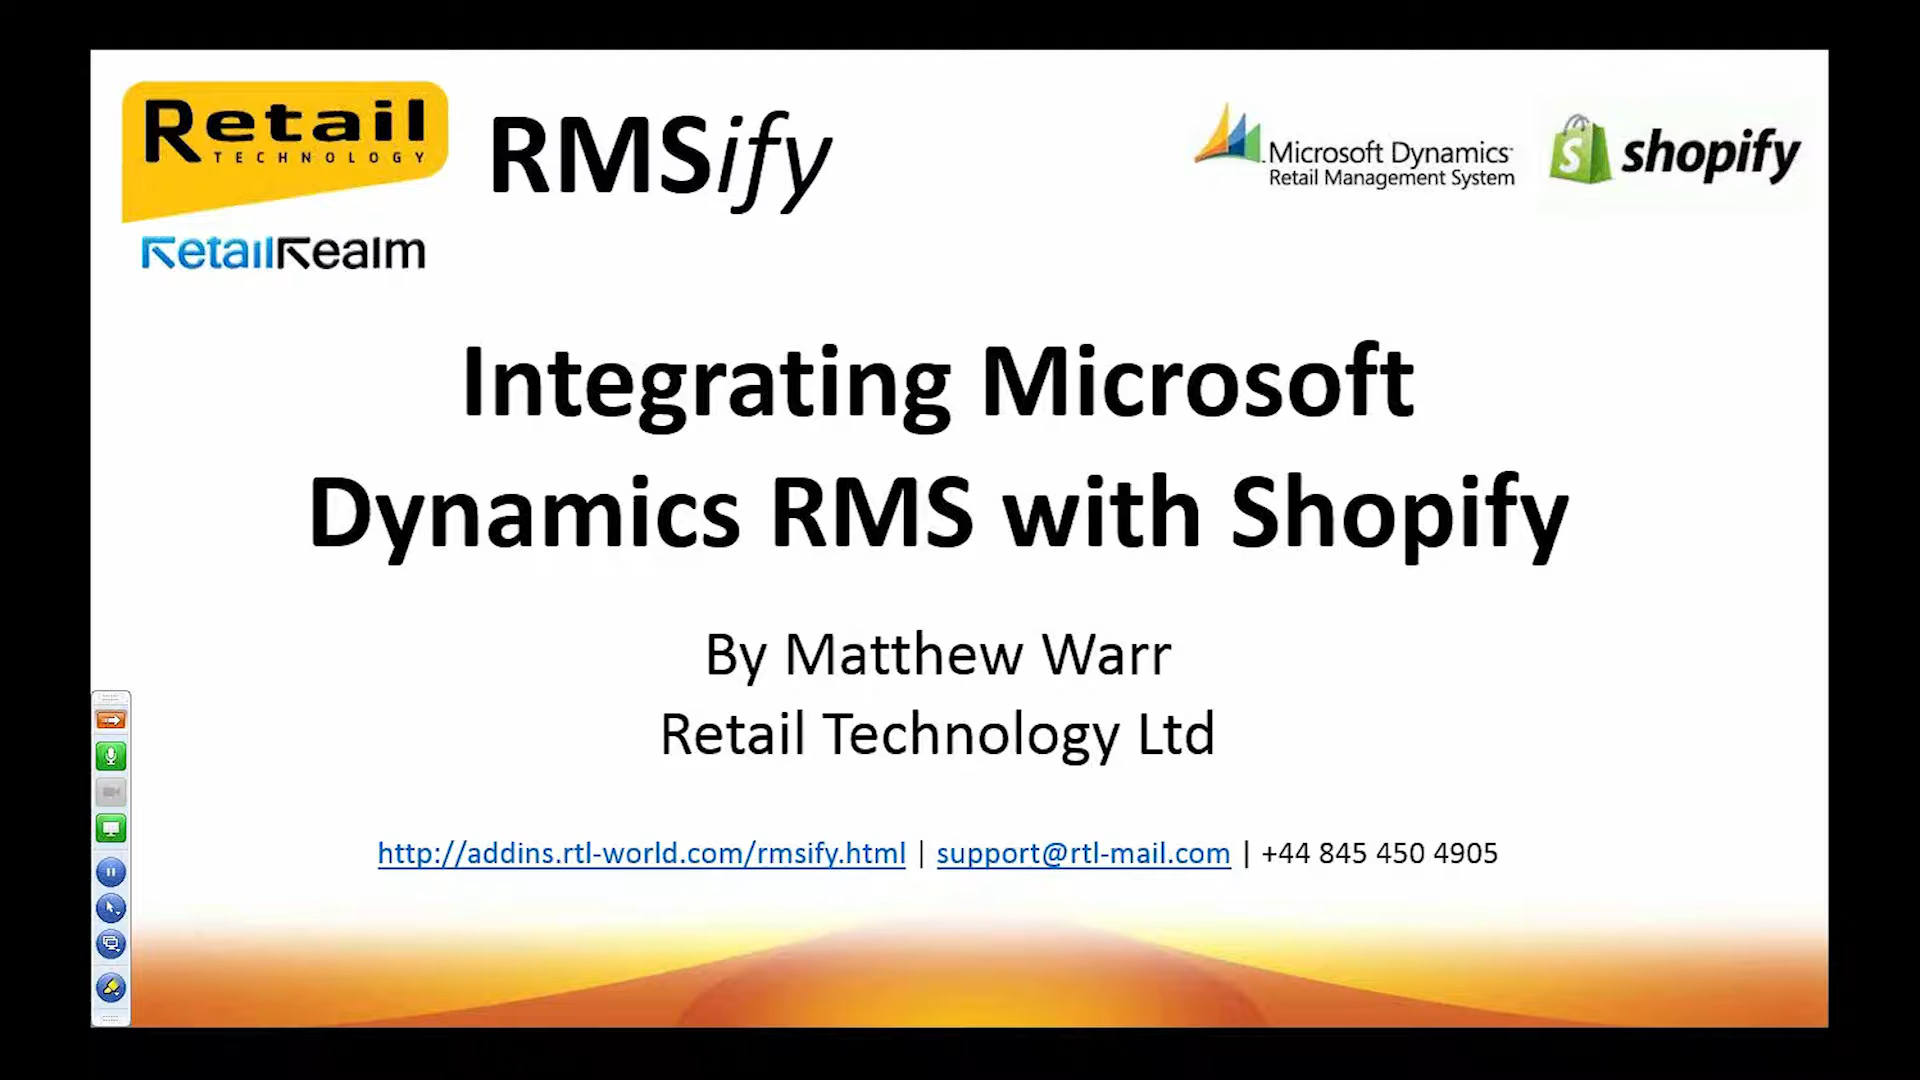 Retail
TECHNOLOGY
RetailRealm
RMSify
Microsoft Dynamics
Retail Management System
shopify
Integrating Microsoft
Dynamics RMS with Shopify
By Matthew Warr
Retail Technology Ltd
http://addins.rtl-world.com/rmsify.html | support@rtl-mail.com | +44 845 450 4905